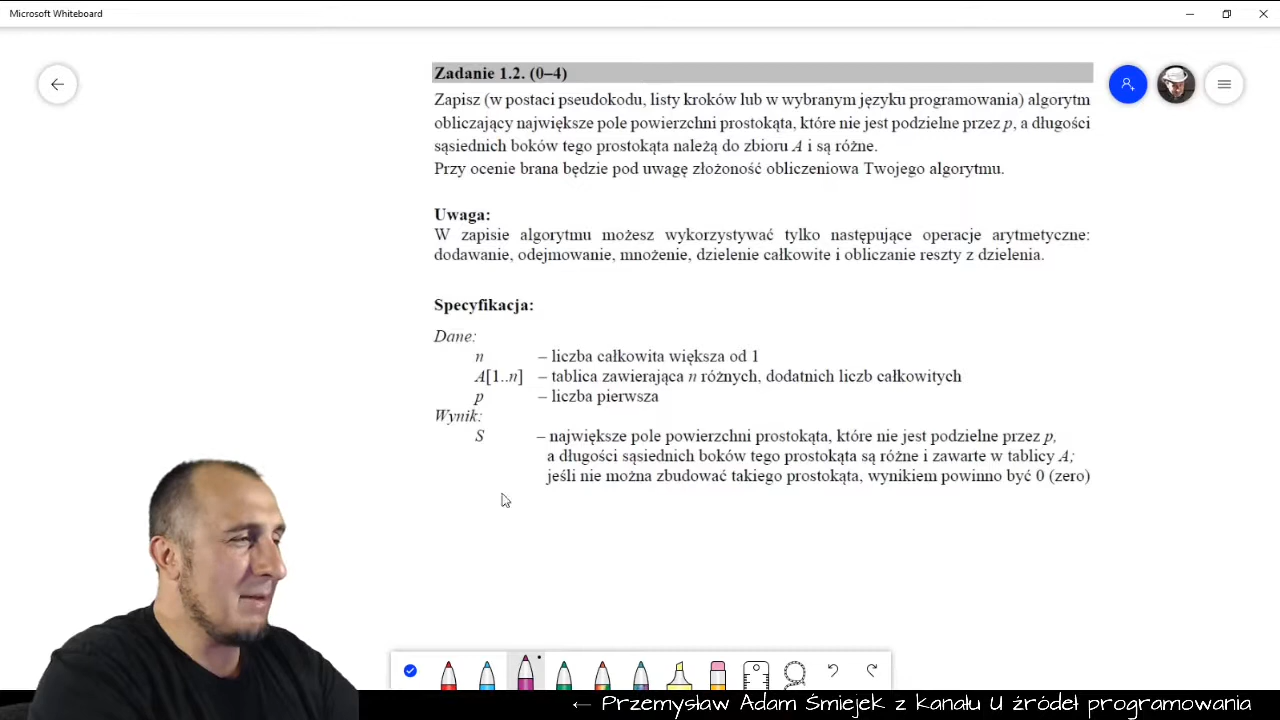 Microsoft Whiteboard
Zadanie 1.2. (0–4)
Zapisz (w postaci pseudokodu, listy kroków lub w wybranym języku programowania) algorytm
obliczający największe pole powierzchni prostokąta, które nie jest podzielne przez p, a długości
sąsiednich boków tego prostokąta należą do zbioru A i są różne.
Przy ocenie brana będzie pod uwagę złożoność obliczeniowa Twojego algorytmu.
Uwaga:
W zapisie algorytmu możesz wykorzystywać tylko następujące operacje arytmetyczne:
dodawanie, odejmowanie, mnożenie, dzielenie całkowite i obliczanie reszty z dzielenia.
Specyfikacja:
Dane:
n – liczba całkowita większa od 1
A[1..n] – tablica zawierająca n różnych, dodatnich liczb całkowitych
p – liczba pierwsza
Wynik:
S – największe pole powierzchni prostokąta, które nie jest podzielne przez p,
a długości sąsiednich boków tego prostokąta są różne i zawarte w tablicy A;
jeśli nie można zbudować takiego prostokąta, wynikiem powinno być 0 (zero)
← Przemysław Adam Śmiejek z kanału U źródeł programowania